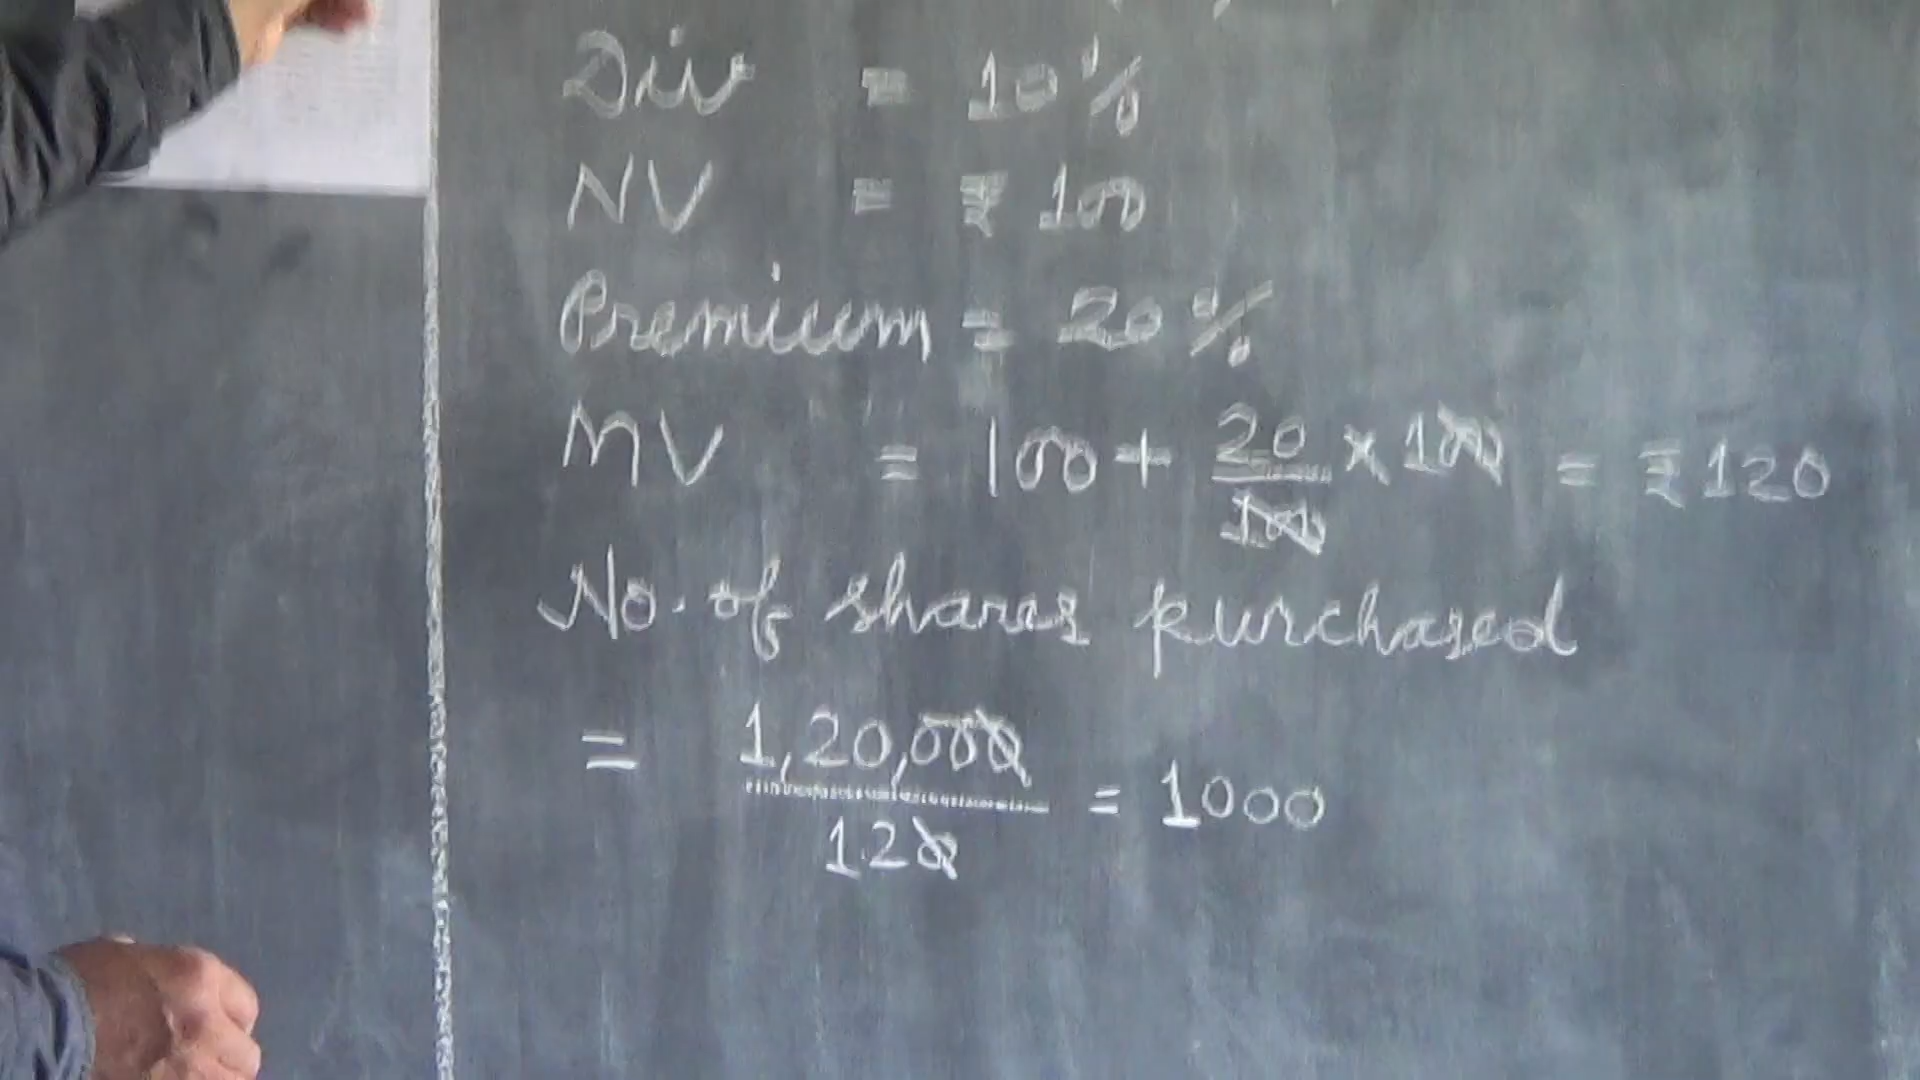 Div = 10%
NV = ₹ 100
Premium = 20%
MV = 100 + 20/100 × 100 = ₹ 120
No. of shares purchased
= 1,20,000/120 = 1000